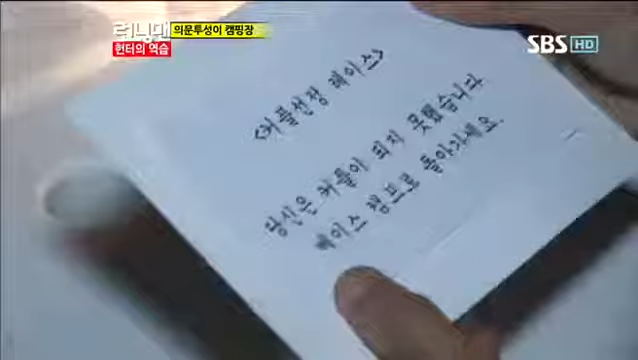 런닝맨
헌터의 역습
의문투성이 캠핑장
SBS HD
<커플선정 레이스>
당신은 커플이 되지 못했습니다
베이스 캠프로 돌아가세요.